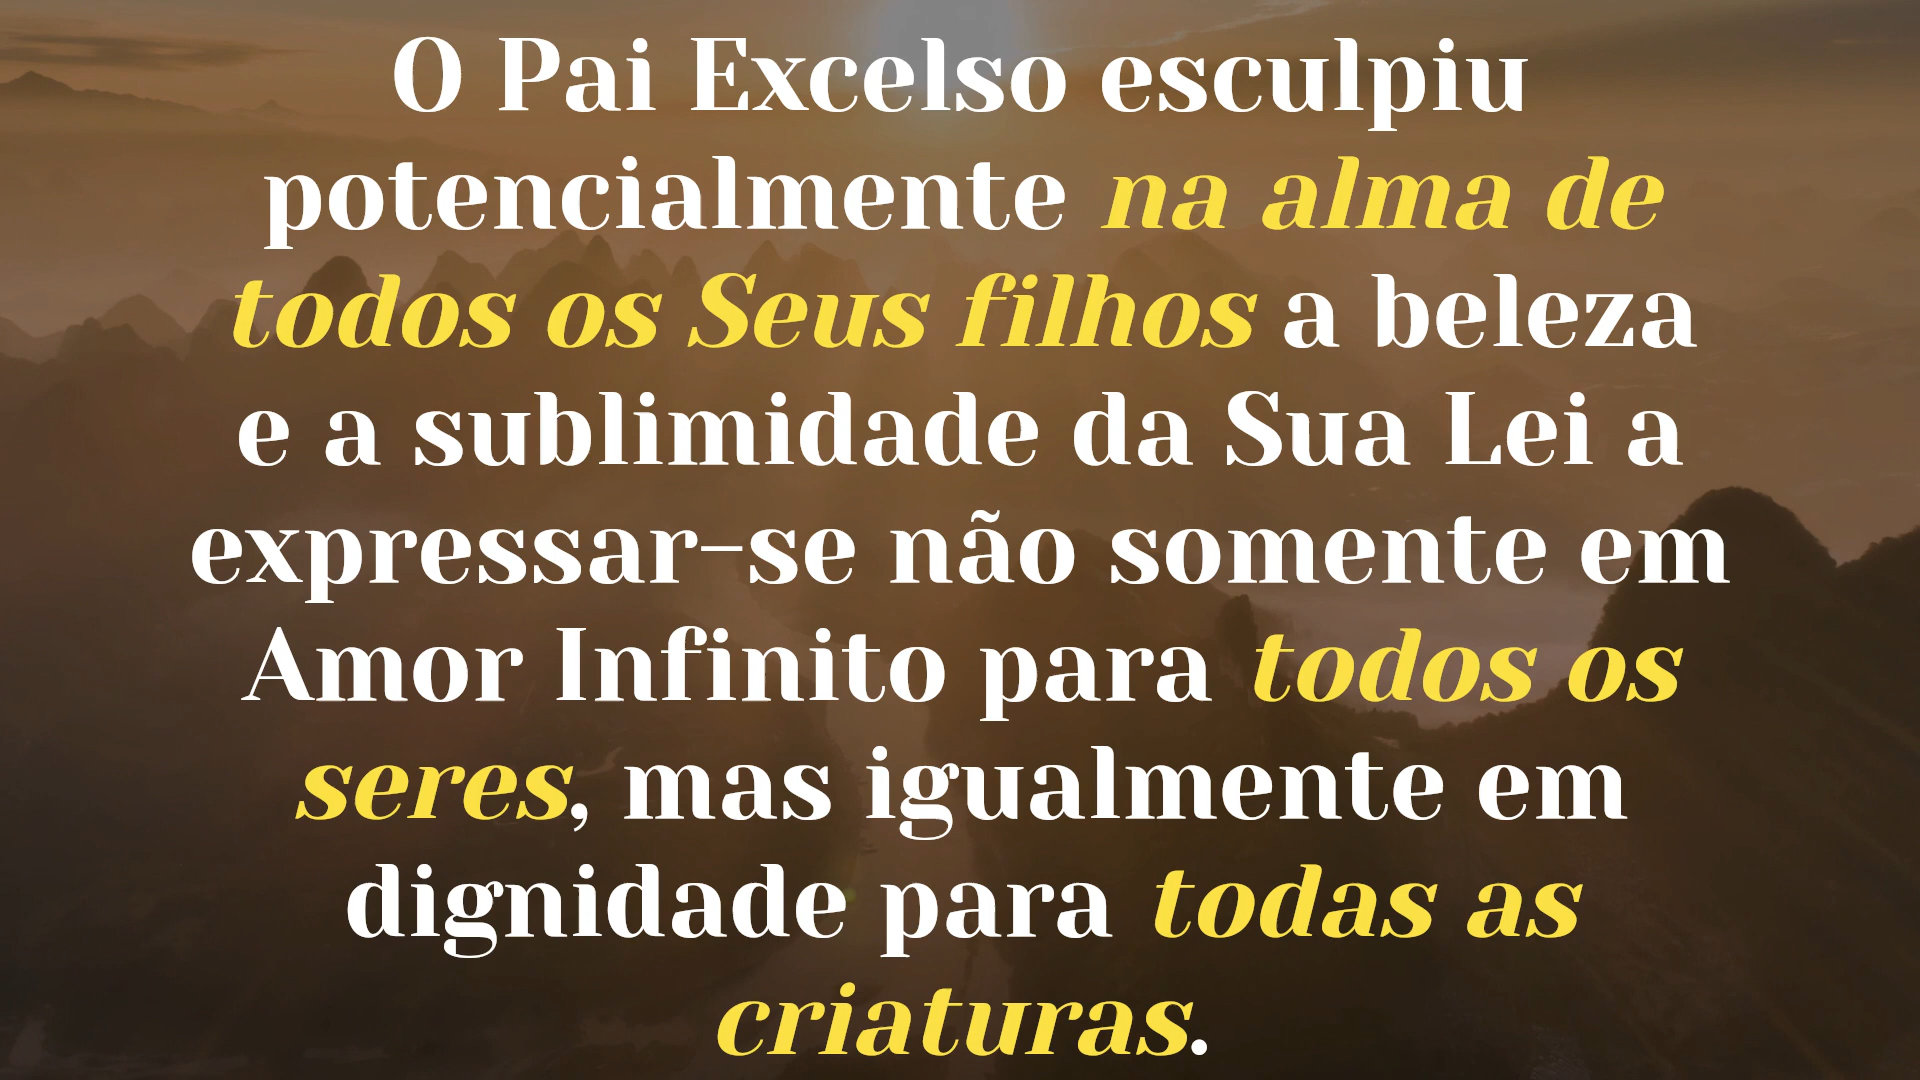 O Pai Excelso esculpiu
potencialmente na alma de
todos os Seus filhos a beleza
e a sublimidade da Sua Lei a
expressar-se não somente em
Amor Infinito para todos os
seres, mas igualmente em
dignidade para todas as
criaturas.